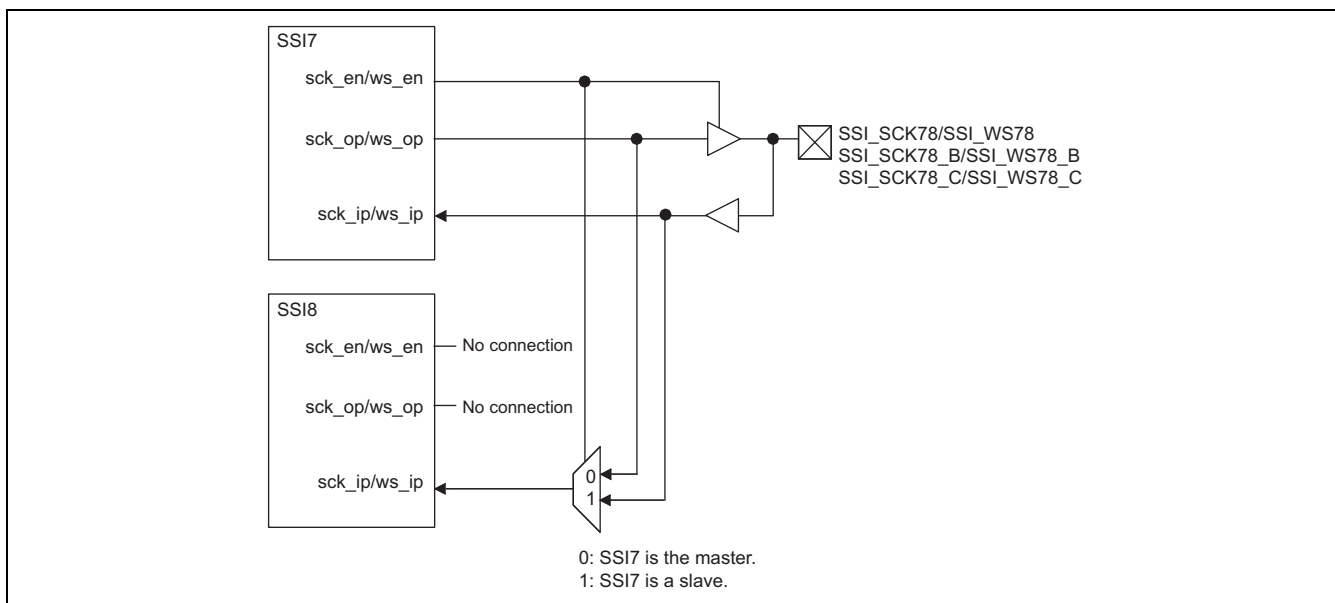 SSI7
sck_en/ws_en
sck_op/ws_op
SSI_SCK78/SSI_WS78
SSI_SCK78_B/SSI_WS78_B
SSI_SCK78_C/SSI_WS78_C
sck_ip/ws_ip
SSI8
sck_en/ws_en
No connection
sck_op/ws_op
No connection
sck_ip/ws_ip
0
1
0: SSI7 is the master.
1: SSI7 is a slave.